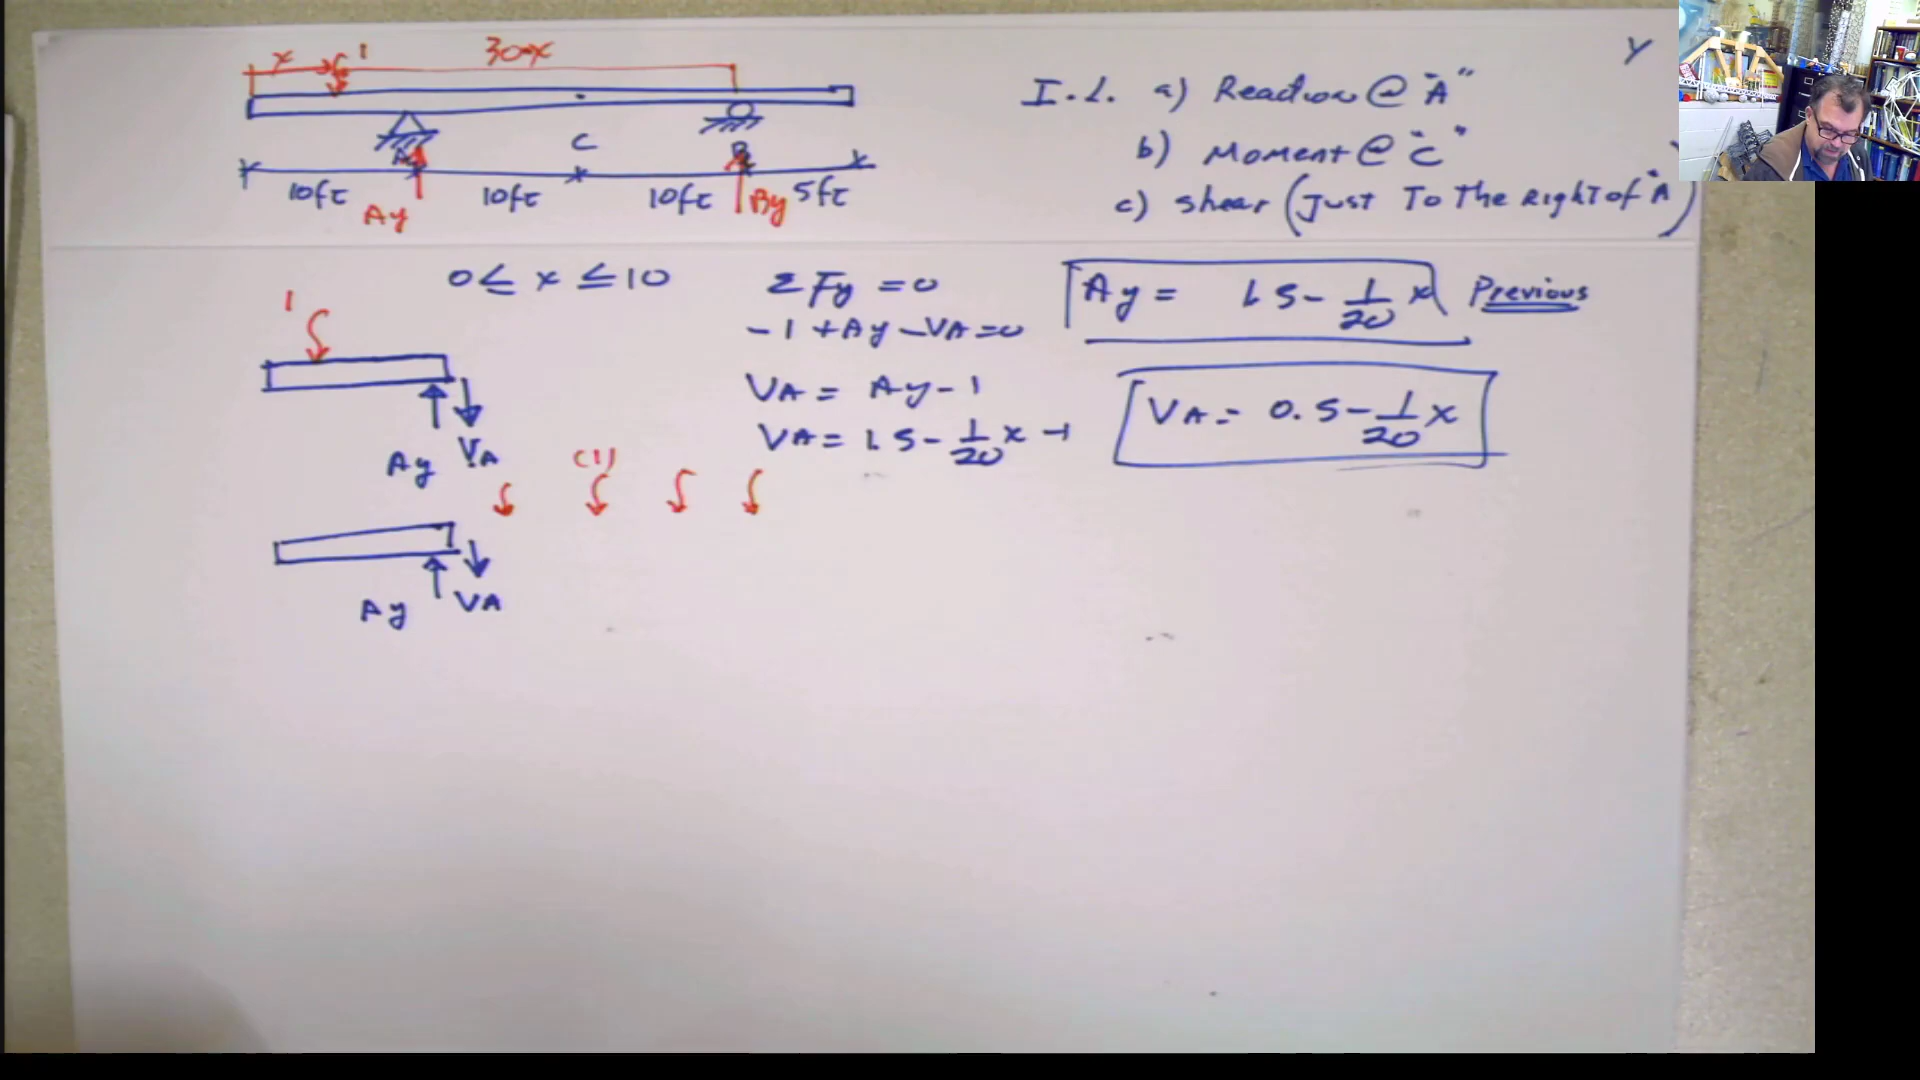 x 1 30-x
A C B
10ft 10ft 10ft 5ft
Ay By
I.L. a) Reaction @ "A"
b) Moment @ "C"
c) shear (Just To The Right of "A")
Y
0 ≤ x ≤ 10
1
Ay VA
ΣFy = 0
-1 + Ay - VA = 0
VA = Ay - 1
VA = 1.5 - 1/20 x - 1
Ay = 1.5 - 1/20 x Previous
VA = 0.5 - 1/20 x
(1)
Ay VA